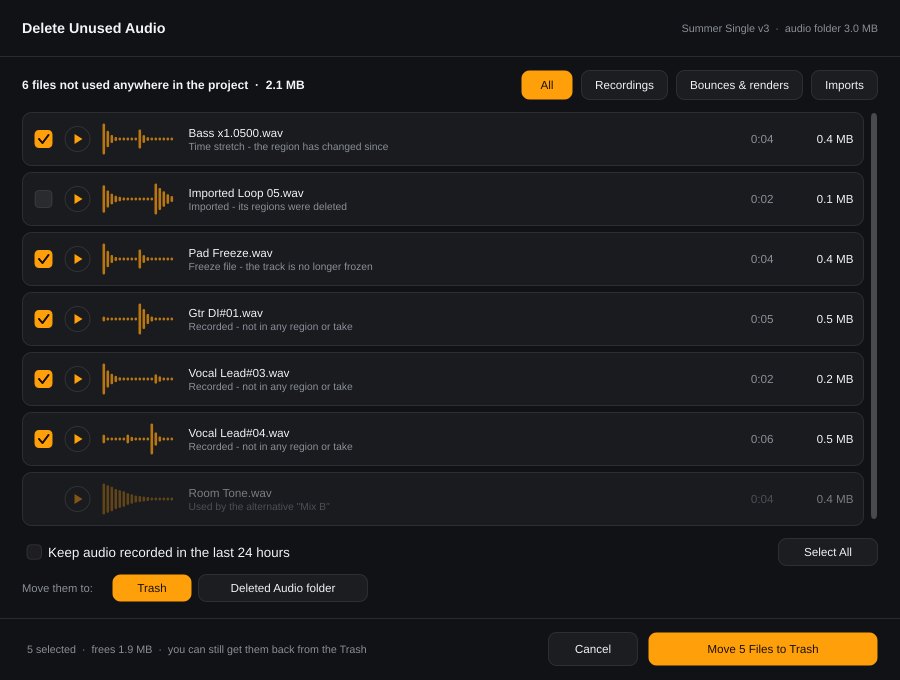 Delete Unused Audio
Summer Single v3 · audio folder 3.0 MB
6 files not used anywhere in the project · 2.1 MB
All
Recordings
Bounces & renders
Imports
Bass x1.0500.wav
Time stretch - the region has changed since
0:04
0.4 MB
Imported Loop 05.wav
Imported - its regions were deleted
0:02
0.1 MB
Pad Freeze.wav
Freeze file - the track is no longer frozen
0:04
0.4 MB
Gtr DI#01.wav
Recorded - not in any region or take
0:05
0.5 MB
Vocal Lead#03.wav
Recorded - not in any region or take
0:02
0.2 MB
Vocal Lead#04.wav
Recorded - not in any region or take
0:06
0.5 MB
Room Tone.wav
Used by the alternative "Mix B"
0:04
0.4 MB
Keep audio recorded in the last 24 hours
Select All
Move them to:
Trash
Deleted Audio folder
5 selected · frees 1.9 MB · you can still get them back from the Trash
Cancel
Move 5 Files to Trash